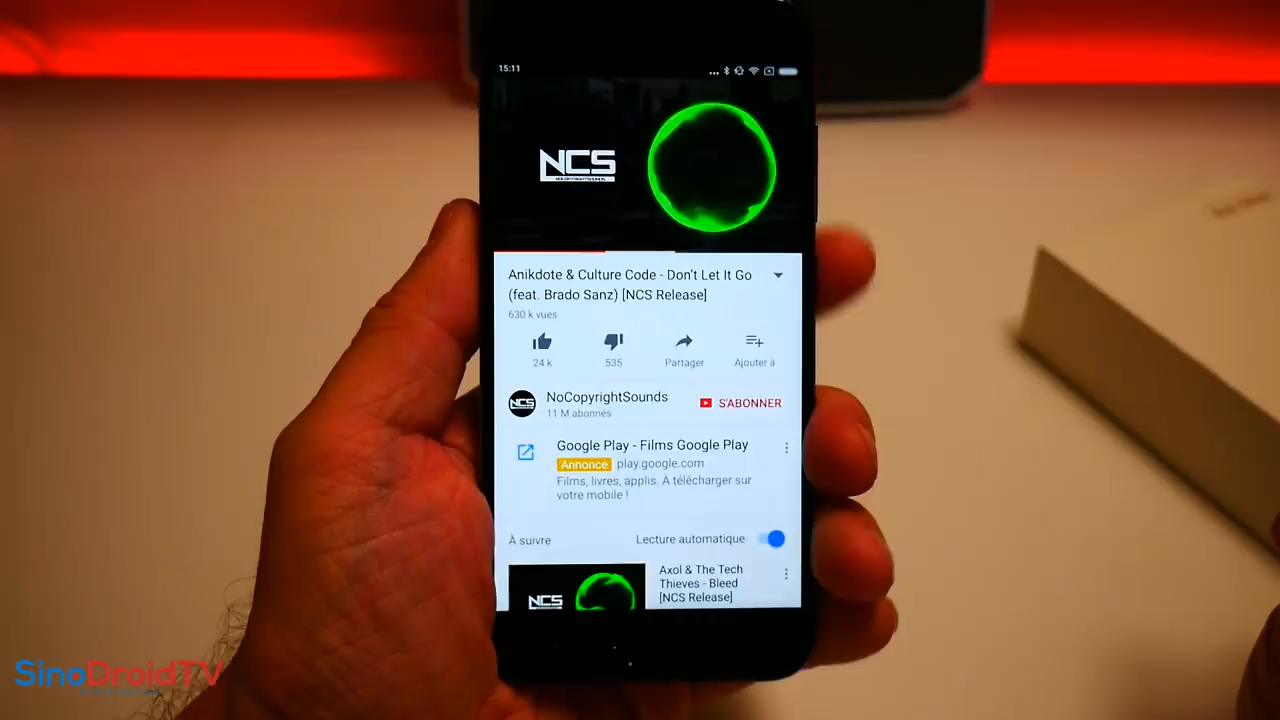 15:11
NCS
NOCOPYRIGHTSOUNDS
Anikdote & Culture Code - Don't Let It Go
(feat. Brado Sanz) [NCS Release]
630 k vues
24 k
535
Partager
Ajouter à
NCS
NoCopyrightSounds
S'ABONNER
11 M abonnés
Google Play - Films Google Play
Annonce play.google.com
Films, livres, applis. À télécharger sur
votre mobile !
À suivre
Lecture automatique
NCS
Axol & The Tech
Thieves - Bleed
[NCS Release]
SinoDroidTV